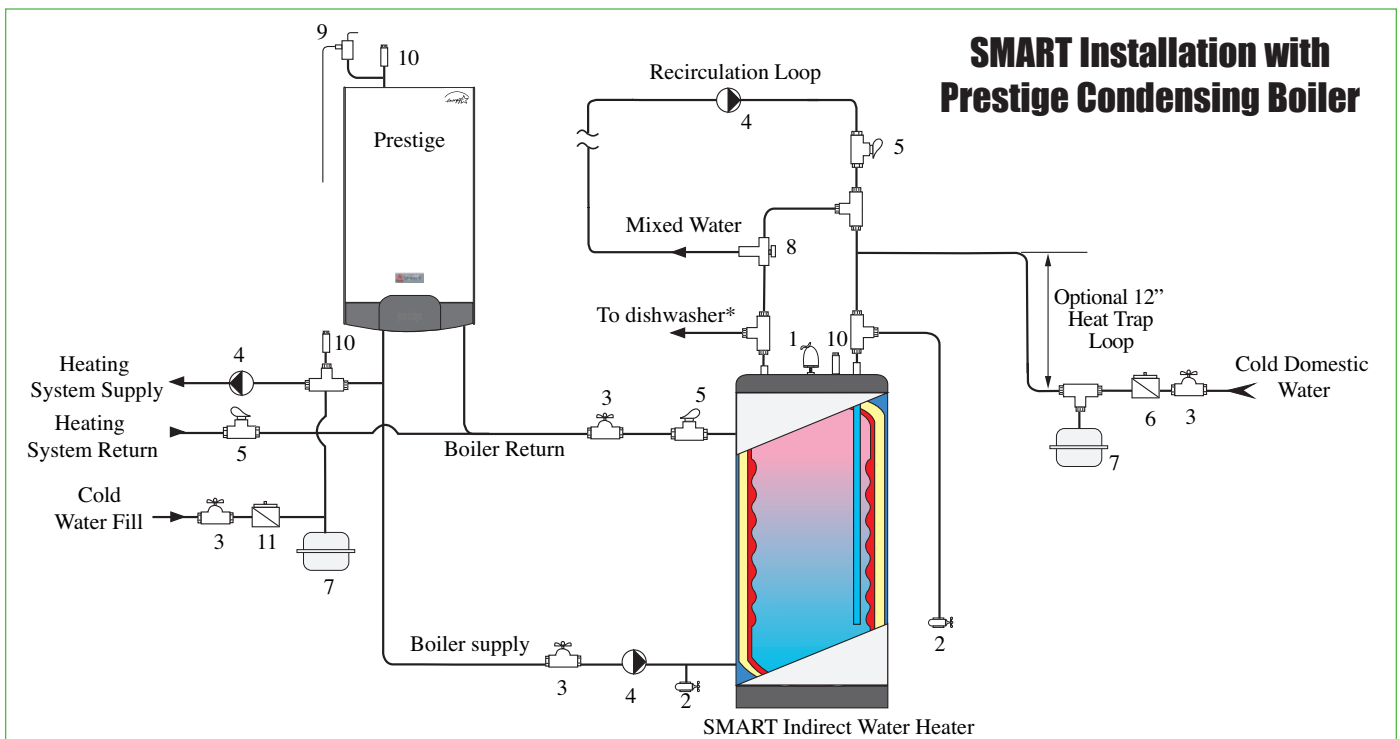 SMART Installation with
Prestige Condensing Boiler
9
10
Recirculation Loop
4
Prestige
5
Mixed Water
8
To dishwasher*
Optional 12”
Heat Trap
Loop
10
1
10
Heating
System Supply
4
Cold Domestic
Water
3
5
6
3
Heating
System Return
5
Boiler Return
7
Cold
Water Fill
3
11
7
2
Boiler supply
3
4
2
SMART Indirect Water Heater